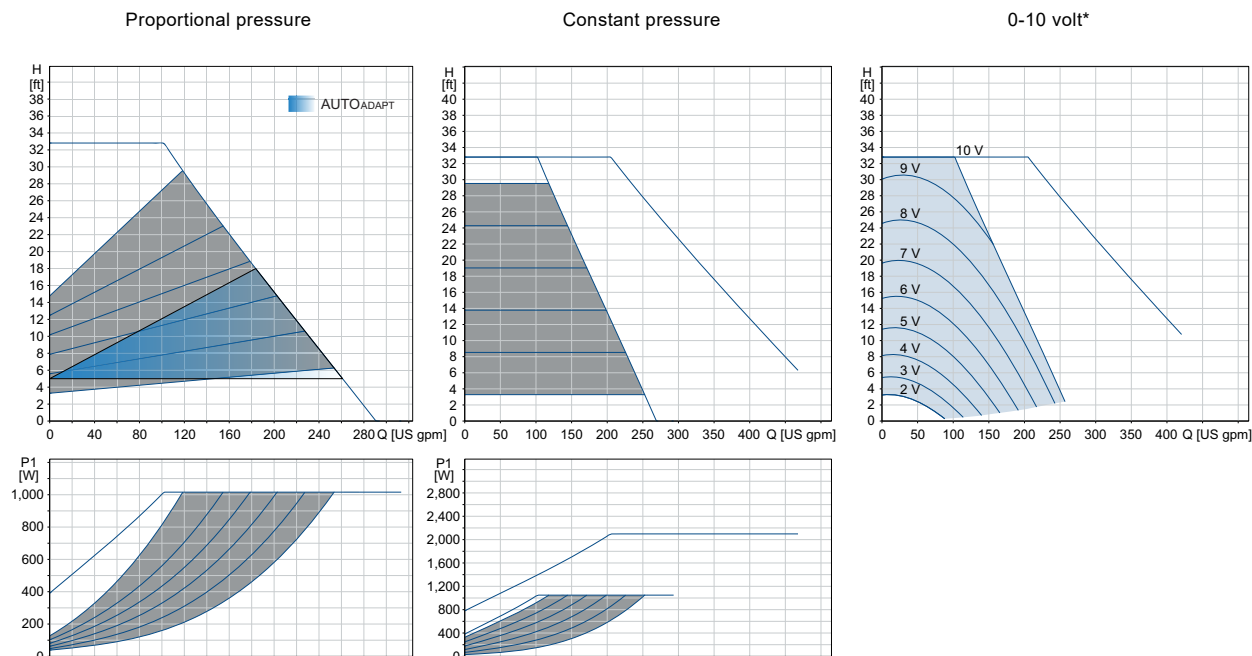 Proportional pressure
Constant pressure
0-10 volt*
H
[ft]
38
36
34
32
30
28
26
24
22
20
18
16
14
12
10
8
6
4
2
0
AUTOADAPT
0 40 80 120 160 200 240 280 Q [US gpm]
H
[ft]
40
38
36
34
32
30
28
26
24
22
20
18
16
14
12
10
8
6
4
2
0
0 50 100 150 200 250 300 350 400 Q [US gpm]
H
[ft]
40
38
36
34
32
30
28
26
24
22
20
18
16
14
12
10
8
6
4
2
0
10 V
9 V
8 V
7 V
6 V
5 V
4 V
3 V
2 V
0 50 100 150 200 250 300 350 400 Q [US gpm]
P1
[W]
1,000
800
600
400
200
0
P1
[W]
2,800
2,400
2,000
1,600
1,200
800
400
0